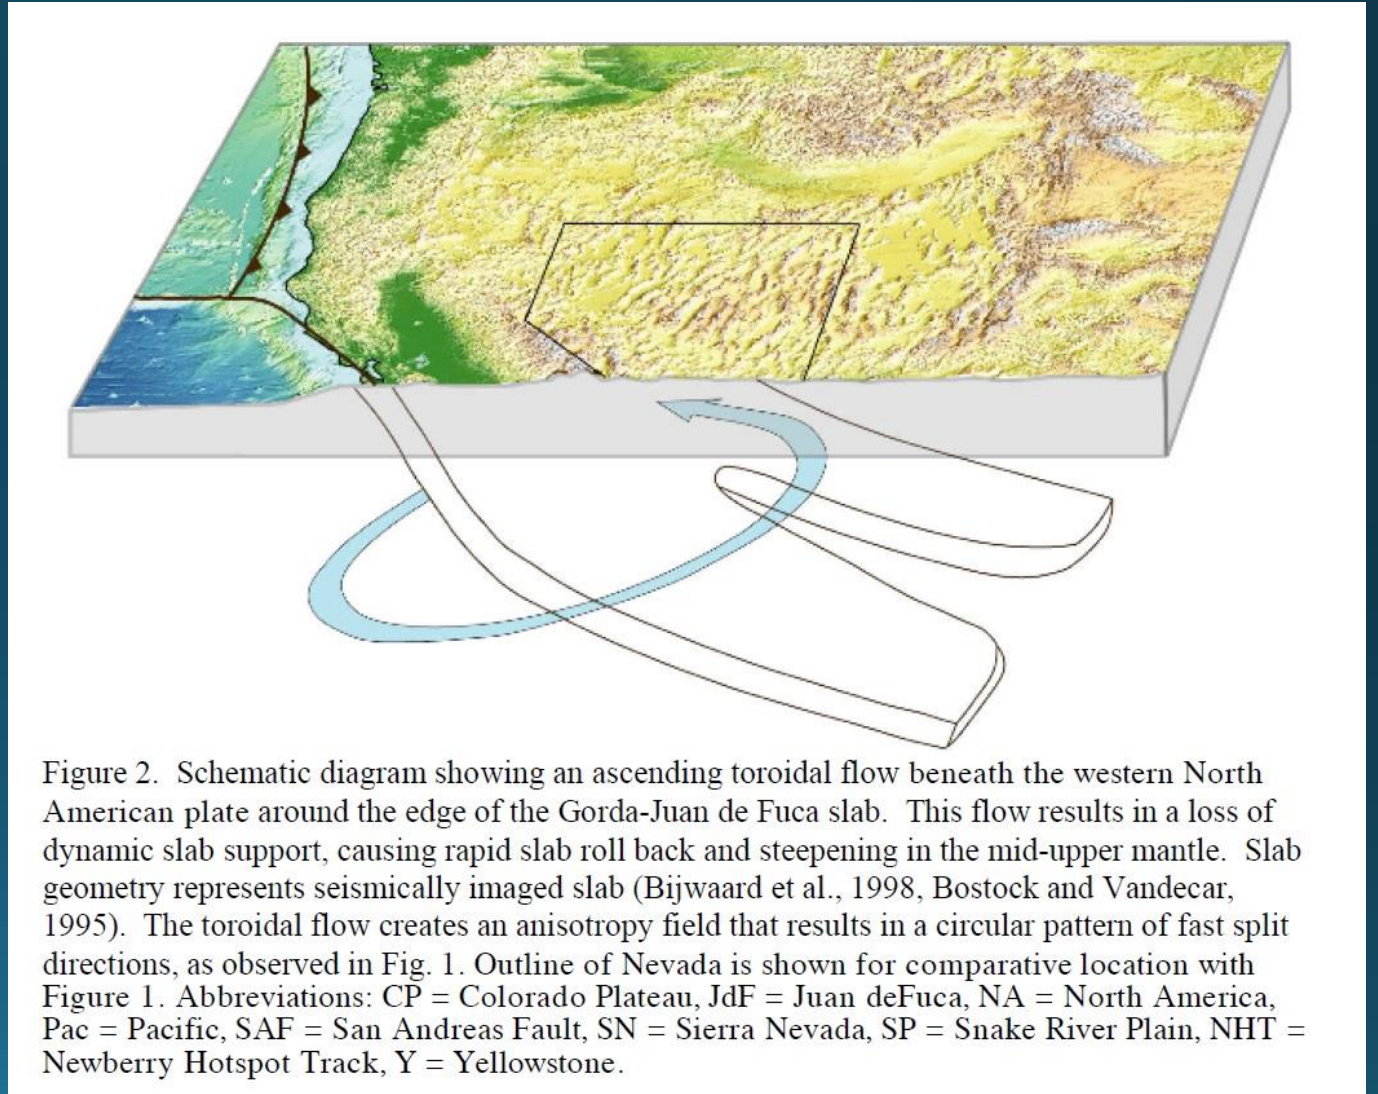 Figure 2.  Schematic diagram showing an ascending toroidal flow beneath the western North
American plate around the edge of the Gorda-Juan de Fuca slab.  This flow results in a loss of
dynamic slab support, causing rapid slab roll back and steepening in the mid-upper mantle.  Slab
geometry represents seismically imaged slab (Bijwaard et al., 1998, Bostock and Vandecar,
1995).  The toroidal flow creates an anisotropy field that results in a circular pattern of fast split
directions, as observed in Fig. 1. Outline of Nevada is shown for comparative location with
Figure 1. Abbreviations: CP = Colorado Plateau, JdF = Juan deFuca, NA = North America,
Pac = Pacific, SAF = San Andreas Fault, SN = Sierra Nevada, SP = Snake River Plain, NHT =
Newberry Hotspot Track, Y = Yellowstone.